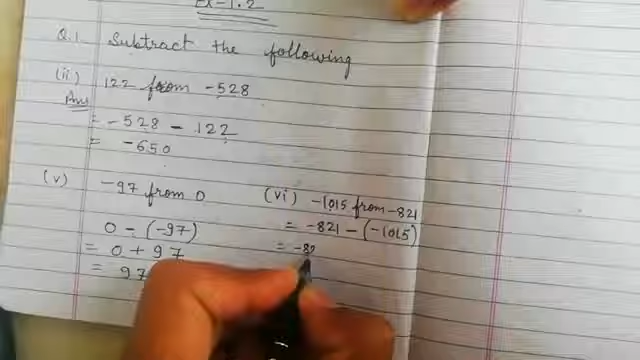 Ex-1.2
Q.1 Subtract the following
(ii) 122 from -528
Ans
= -528 - 122
= -650
(v) -97 from 0
0 - (-97)
= 0 + 97
= 97
(vi) -1015 from -821
= -821 - (-1015)
= -82